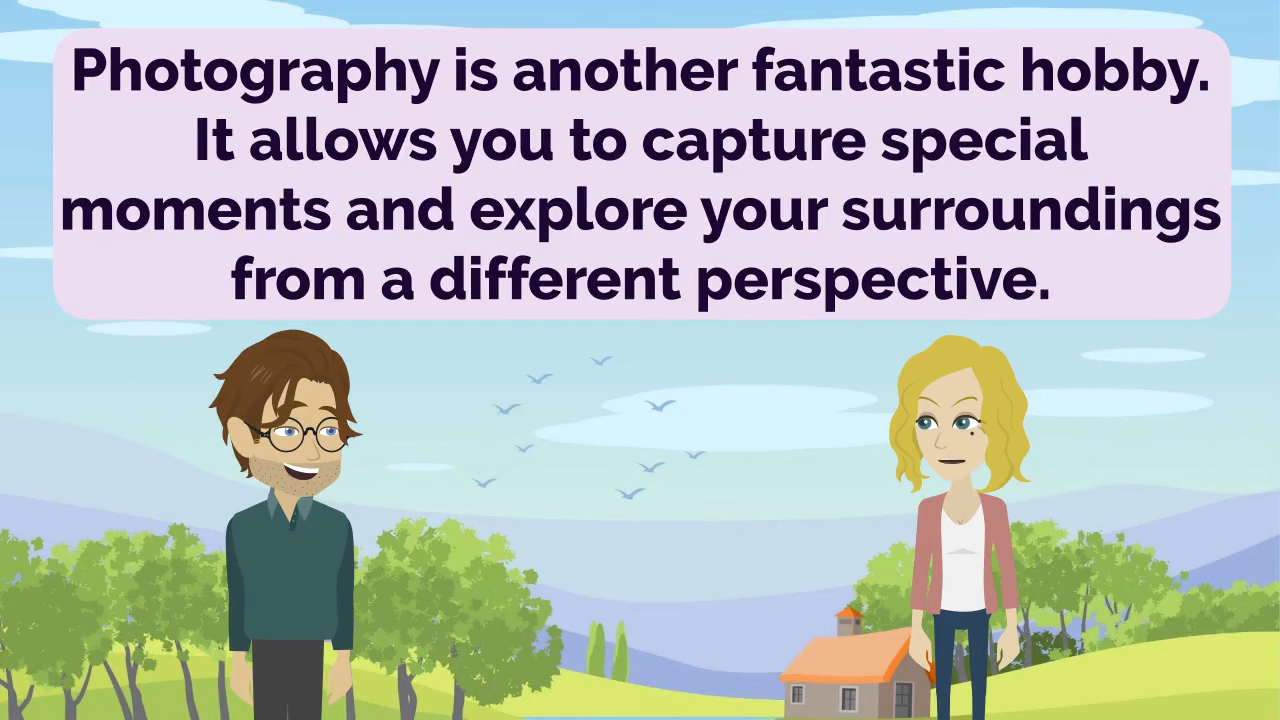 Photography is another fantastic hobby.
It allows you to capture special
moments and explore your surroundings
from a different perspective.